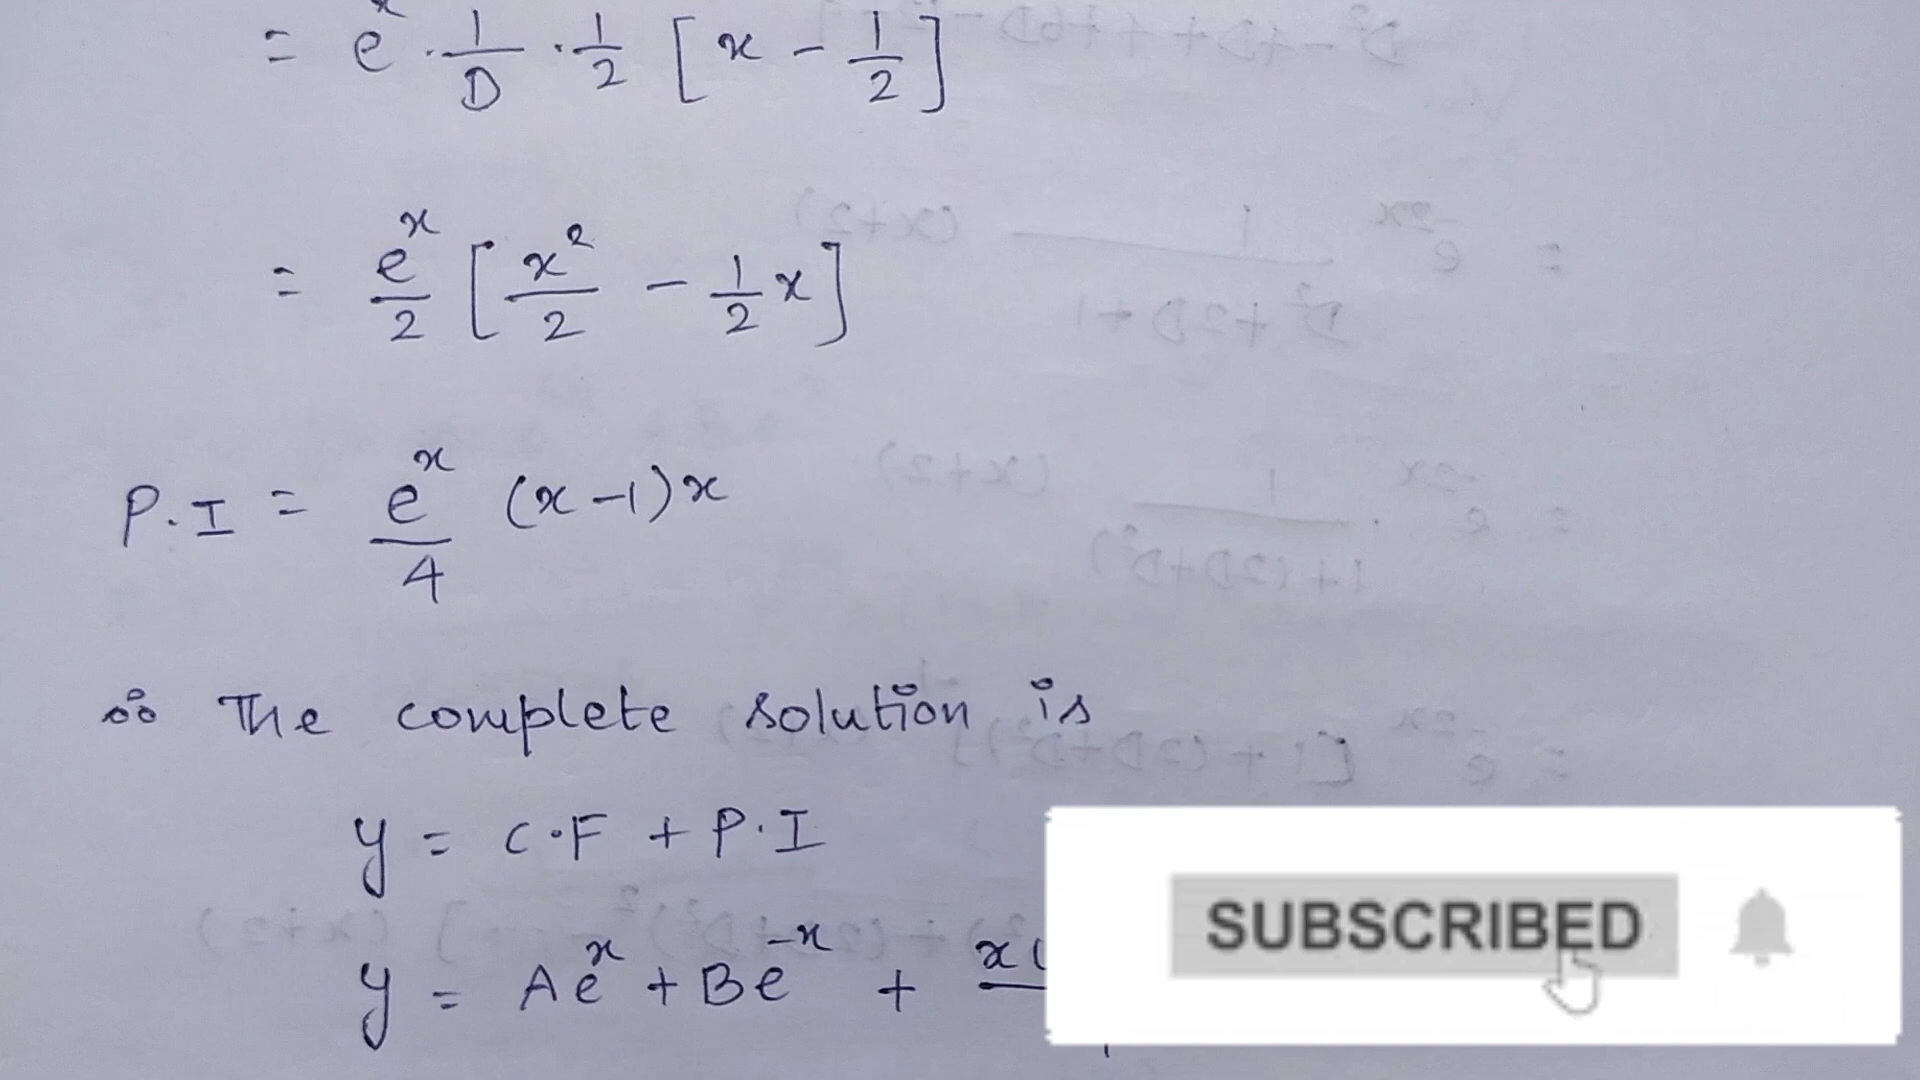 = e^x · 1/D · 1/2 [x - 1/2]
= e^x/2 [x²/2 - 1/2 x]
P.I = e^x/4 (x-1)x
∴ The complete solution is
y = C.F + P.I
y = Ae^x + Be^-x + x(
SUBSCRIBED